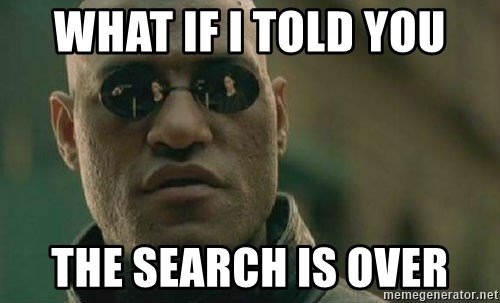 WHAT IF I TOLD YOU
THE SEARCH IS OVER
memegenerator.net